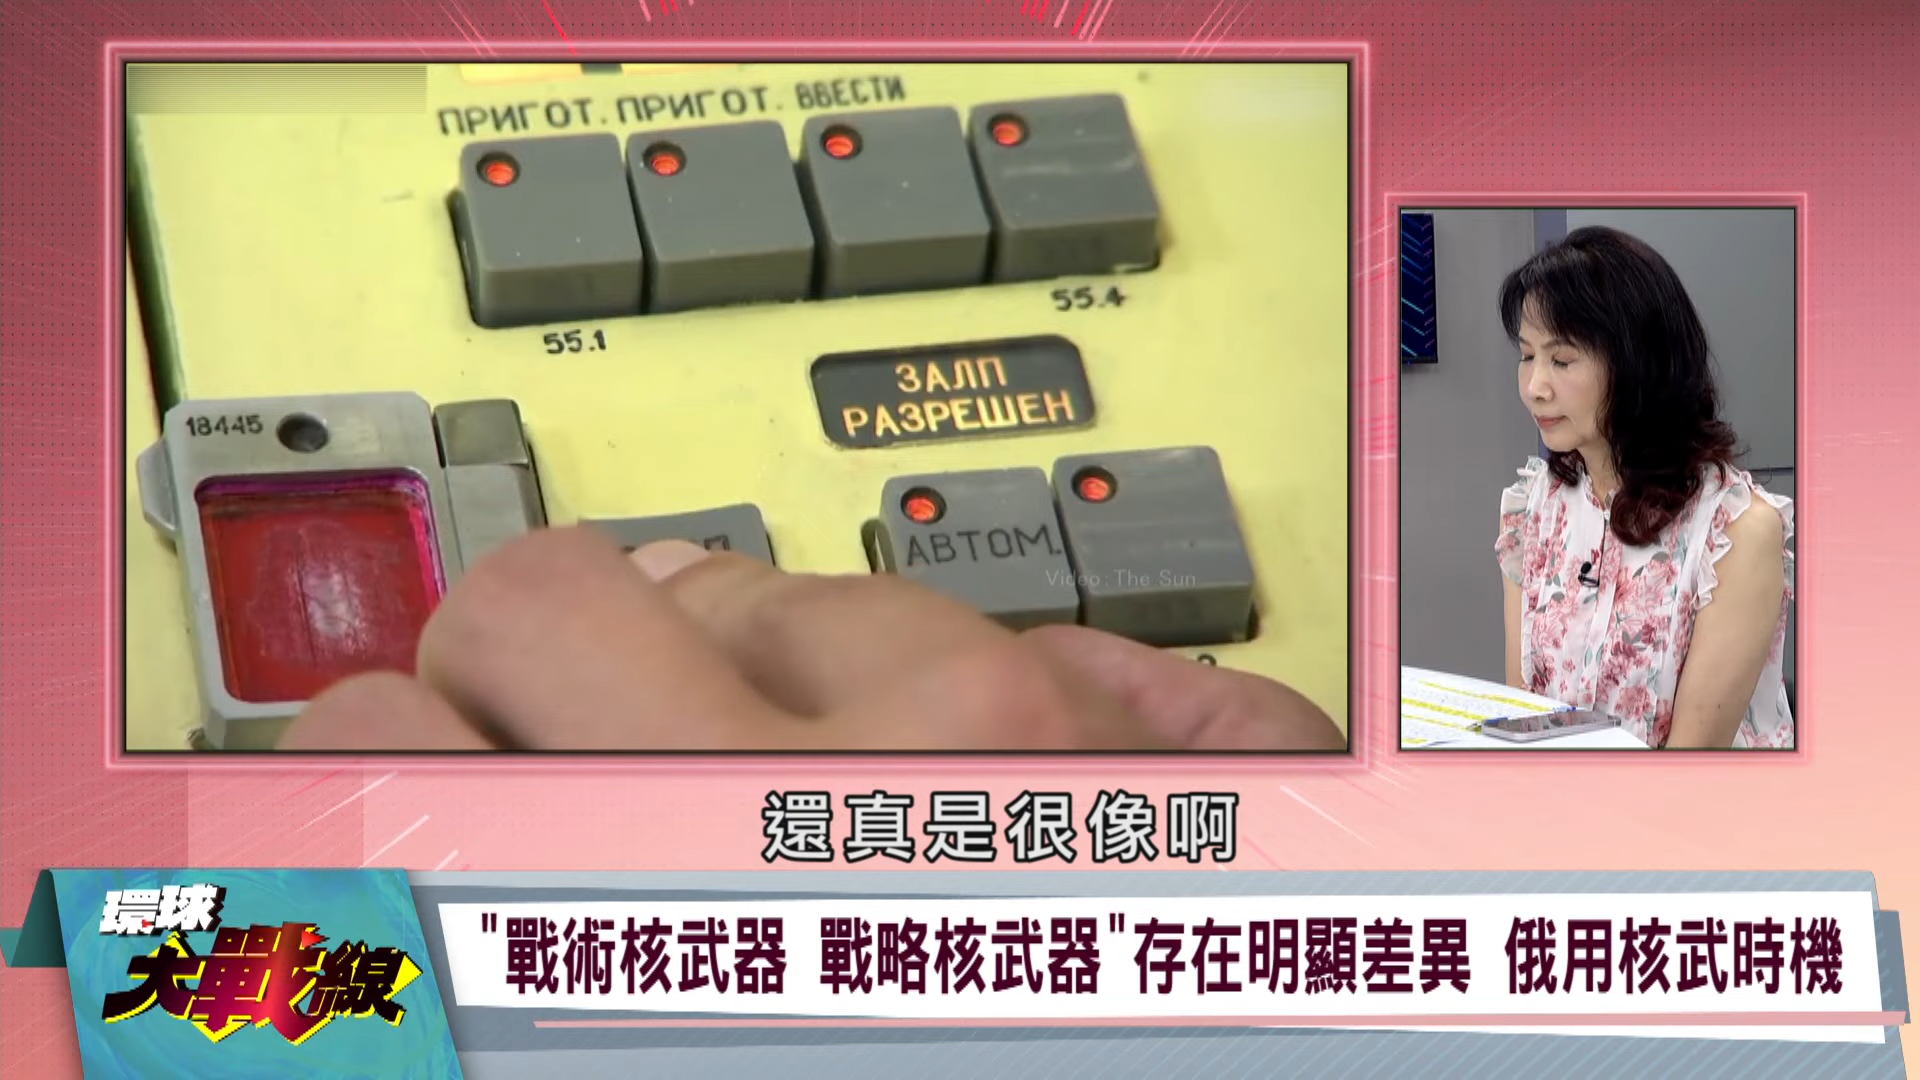 ПРИГОТ. ПРИГОТ. ВВЕСТИ
55.1
55.4
ЗАЛП
РАЗРЕШЕН
18445
АВТОМ.
Video: The Sun
還真是很像啊
環球
大戰線
"戰術核武器 戰略核武器"存在明顯差異 俄用核武時機